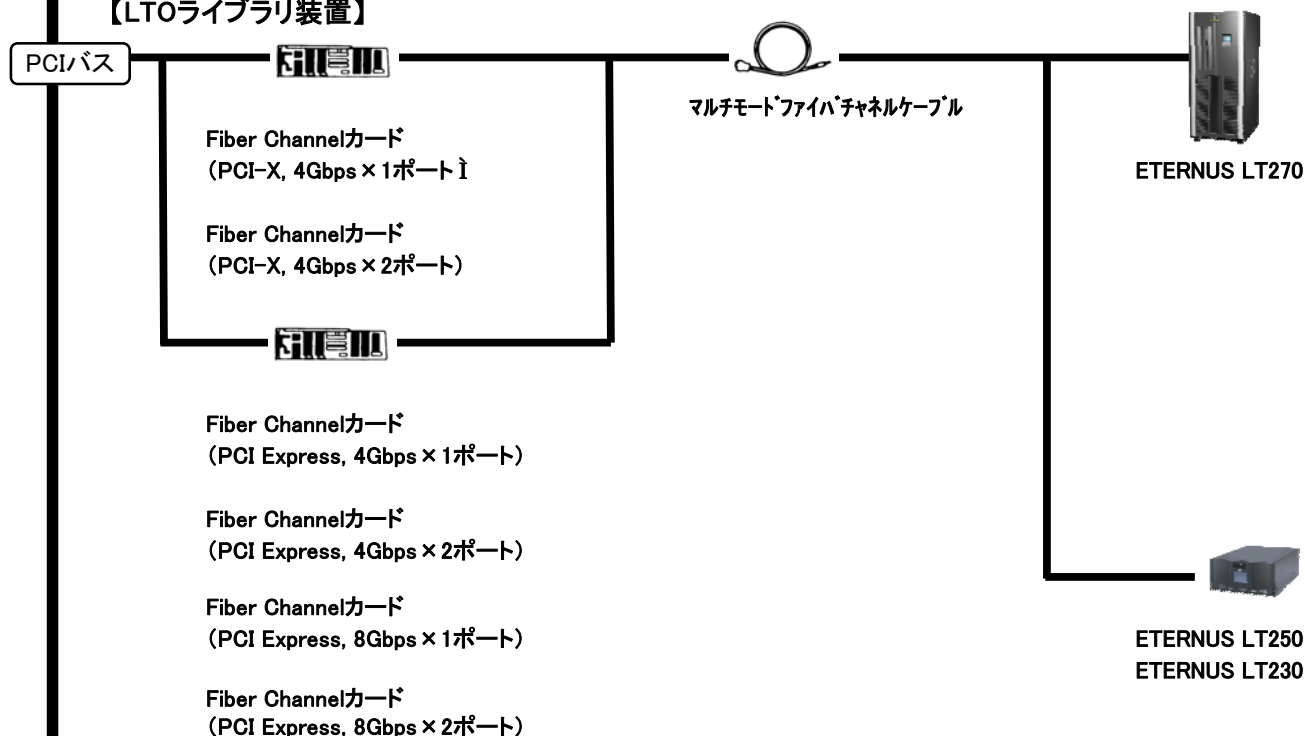 【LTOライブラリ装置】
PCIバス
Fiber Channelカード
（PCI-X, 4Gbps×1ポートÌ
Fiber Channelカード
（PCI-X, 4Gbps×2ポート）
Fiber Channelカード
（PCI Express, 4Gbps×1ポート）
Fiber Channelカード
（PCI Express, 4Gbps×2ポート）
Fiber Channelカード
（PCI Express, 8Gbps×1ポート）
Fiber Channelカード
（PCI Express, 8Gbps×2ポート）
ﾏﾙﾁﾓｰﾄﾞﾌｧｲﾊﾞﾁｬﾈﾙｹｰﾌﾞﾙ
ETERNUS LT270
ETERNUS LT250
ETERNUS LT230